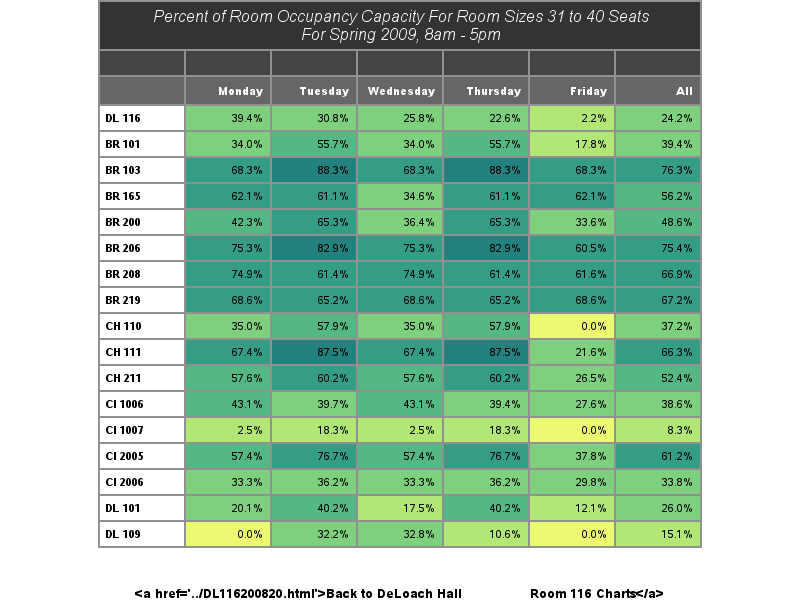 Percent of Room Occupancy Capacity For Room Sizes 31 to 40 Seats
For Spring 2009, 8am - 5pm
Monday Tuesday Wednesday Thursday Friday All
DL 116 39.4% 30.8% 25.8% 22.6% 2.2% 24.2%
BR 101 34.0% 55.7% 34.0% 55.7% 17.8% 39.4%
BR 103 68.3% 88.3% 68.3% 88.3% 68.3% 76.3%
BR 165 62.1% 61.1% 34.6% 61.1% 62.1% 56.2%
BR 200 42.3% 65.3% 36.4% 65.3% 33.6% 48.6%
BR 206 75.3% 82.9% 75.3% 82.9% 60.5% 75.4%
BR 208 74.9% 61.4% 74.9% 61.4% 61.6% 66.9%
BR 219 68.6% 65.2% 68.6% 65.2% 68.6% 67.2%
CH 110 35.0% 57.9% 35.0% 57.9% 0.0% 37.2%
CH 111 67.4% 87.5% 67.4% 87.5% 21.6% 66.3%
CH 211 57.6% 60.2% 57.6% 60.2% 26.5% 52.4%
CI 1006 43.1% 39.7% 43.1% 39.4% 27.6% 38.6%
CI 1007 2.5% 18.3% 2.5% 18.3% 0.0% 8.3%
CI 2005 57.4% 76.7% 57.4% 76.7% 37.8% 61.2%
CI 2006 33.3% 36.2% 33.3% 36.2% 29.8% 33.8%
DL 101 20.1% 40.2% 17.5% 40.2% 12.1% 26.0%
DL 109 0.0% 32.2% 32.8% 10.6% 0.0% 15.1%
<a href='../DL116200820.html'>Back to DeLoach Hall Room 116 Charts</a>